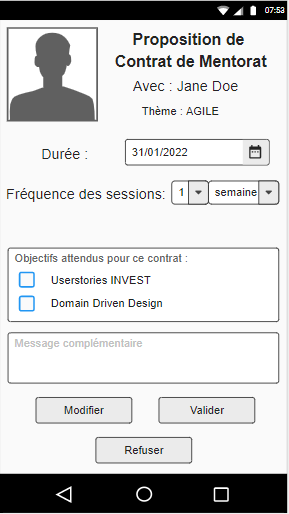 07:53
Proposition de
Contrat de Mentorat
Avec : Jane Doe
Thème : AGILE
Durée : 31/01/2022
Fréquence des sessions: 1 semaine
Objectifs attendus pour ce contrat :
Userstories INVEST
Domain Driven Design
Message complémentaire
Modifier Valider
Refuser